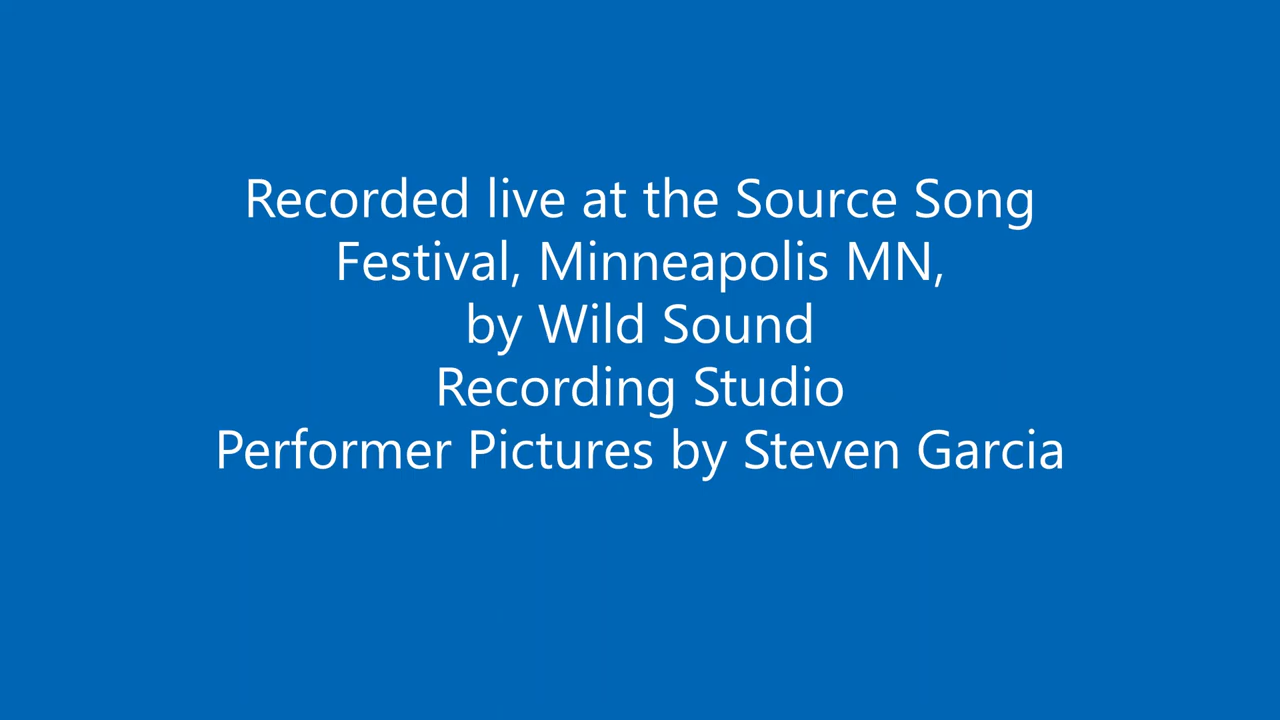 Recorded live at the Source Song
Festival, Minneapolis MN,
by Wild Sound
Recording Studio
Performer Pictures by Steven Garcia